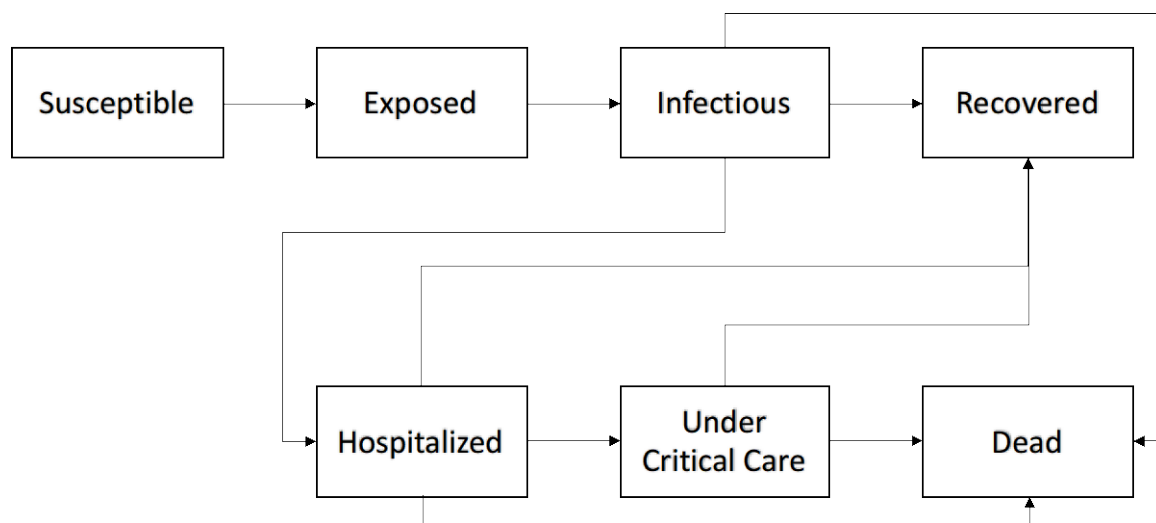 Susceptible
Exposed
Infectious
Recovered
Hospitalized
Under
Critical Care
Dead